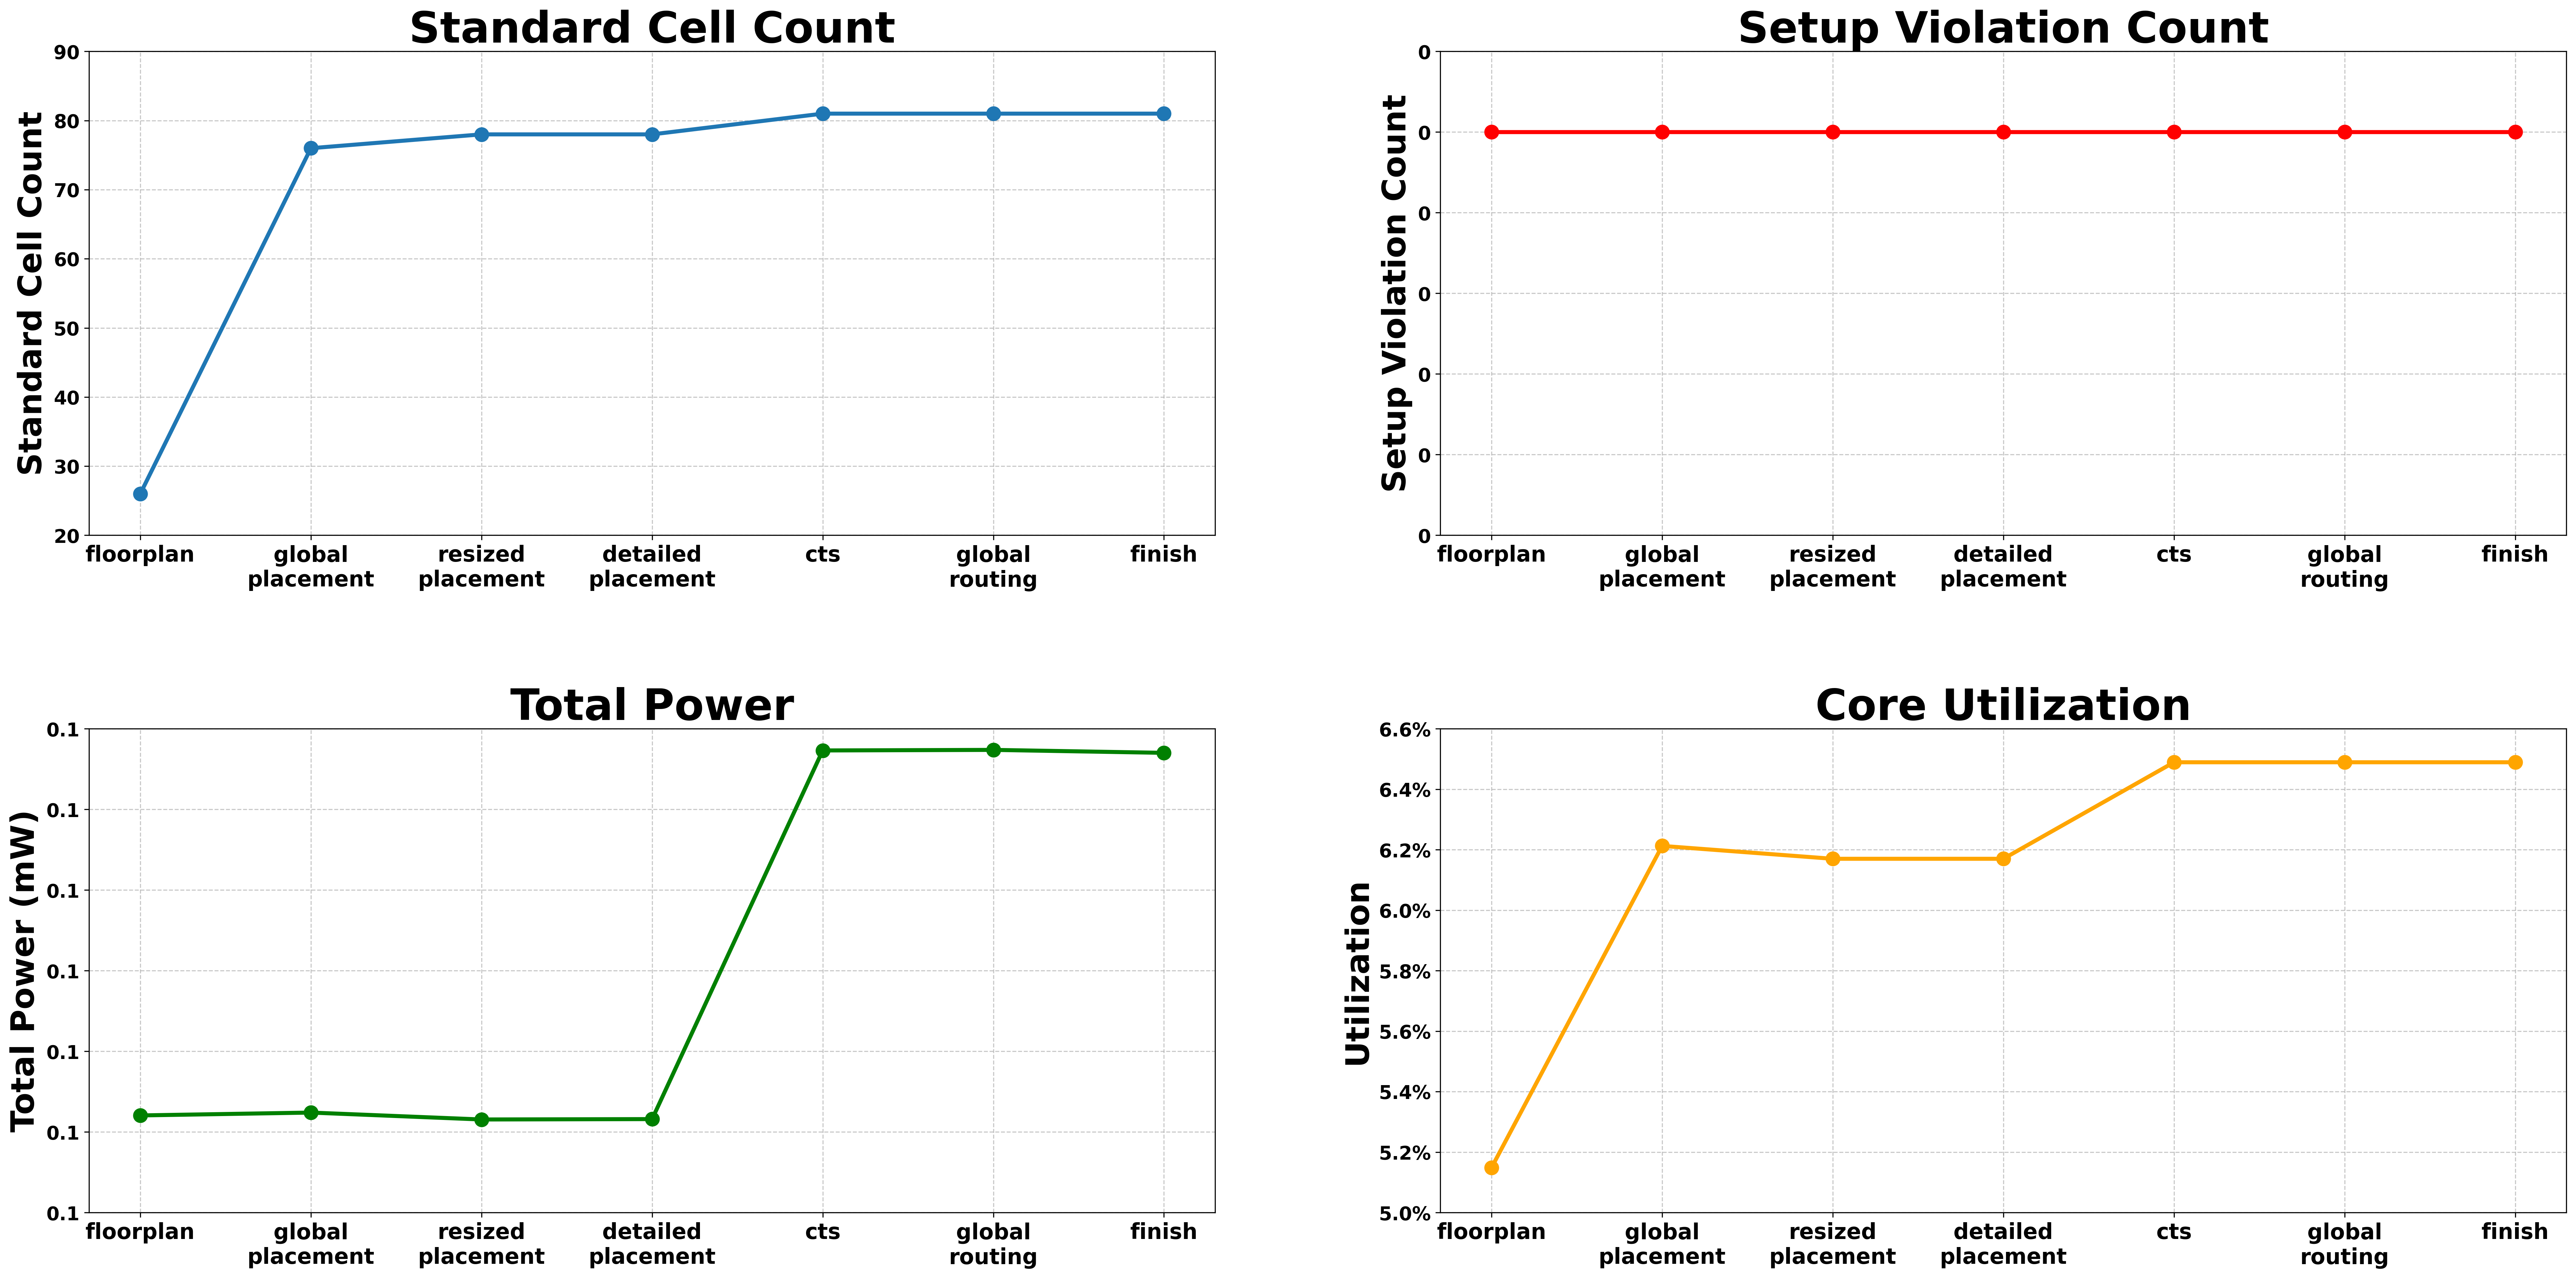 Standard Cell Count
Standard Cell Count
90
80
70
60
50
40
30
20
floorplan
global
placement
resized
placement
detailed
placement
cts
global
routing
finish
Setup Violation Count
Setup Violation Count
0
0
0
0
0
0
0
floorplan
global
placement
resized
placement
detailed
placement
cts
global
routing
finish
Total Power
Total Power (mW)
0.1
0.1
0.1
0.1
0.1
0.1
0.1
floorplan
global
placement
resized
placement
detailed
placement
cts
global
routing
finish
Core Utilization
Utilization
6.6%
6.4%
6.2%
6.0%
5.8%
5.6%
5.4%
5.2%
5.0%
floorplan
global
placement
resized
placement
detailed
placement
cts
global
routing
finish